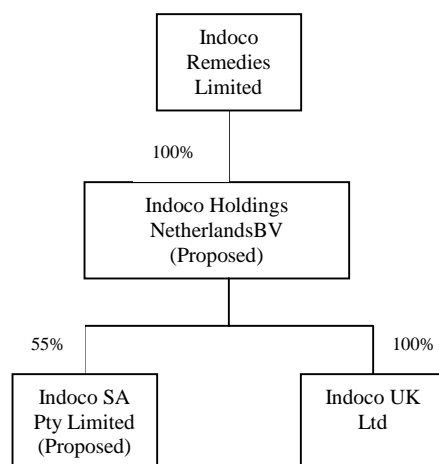 Indoco
Remedies
Limited
100%
Indoco Holdings
NetherlandsBV
(Proposed)
55%
100%
Indoco SA
Pty Limited
(Proposed)
Indoco UK
Ltd